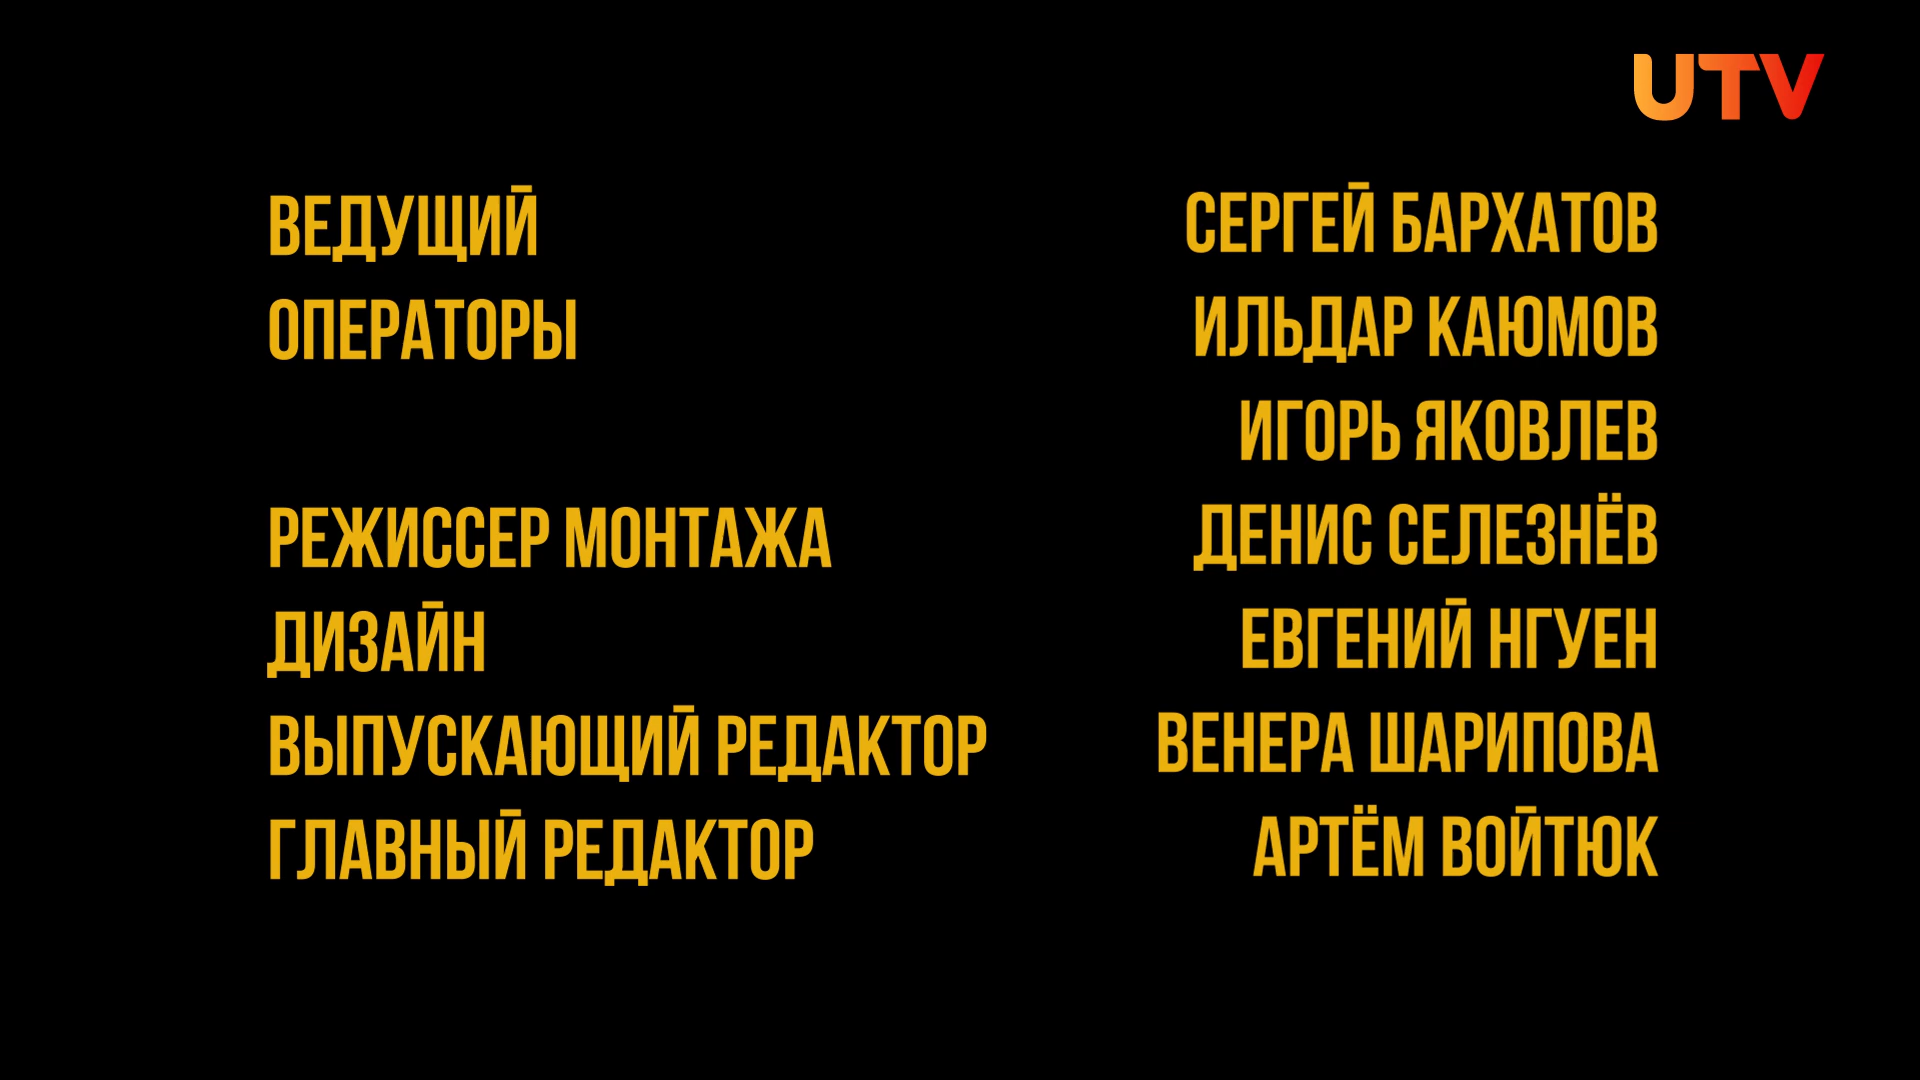 UTV
ВЕДУЩИЙ СЕРГЕЙ БАРХАТОВ
ОПЕРАТОРЫ ИЛЬДАР КАЮМОВ
ИГОРЬ ЯКОВЛЕВ
РЕЖИССЕР МОНТАЖА ДЕНИС СЕЛЕЗНЁВ
ДИЗАЙН ЕВГЕНИЙ НГУЕН
ВЫПУСКАЮЩИЙ РЕДАКТОР ВЕНЕРА ШАРИПОВА
ГЛАВНЫЙ РЕДАКТОР АРТЁМ ВОЙТЮК